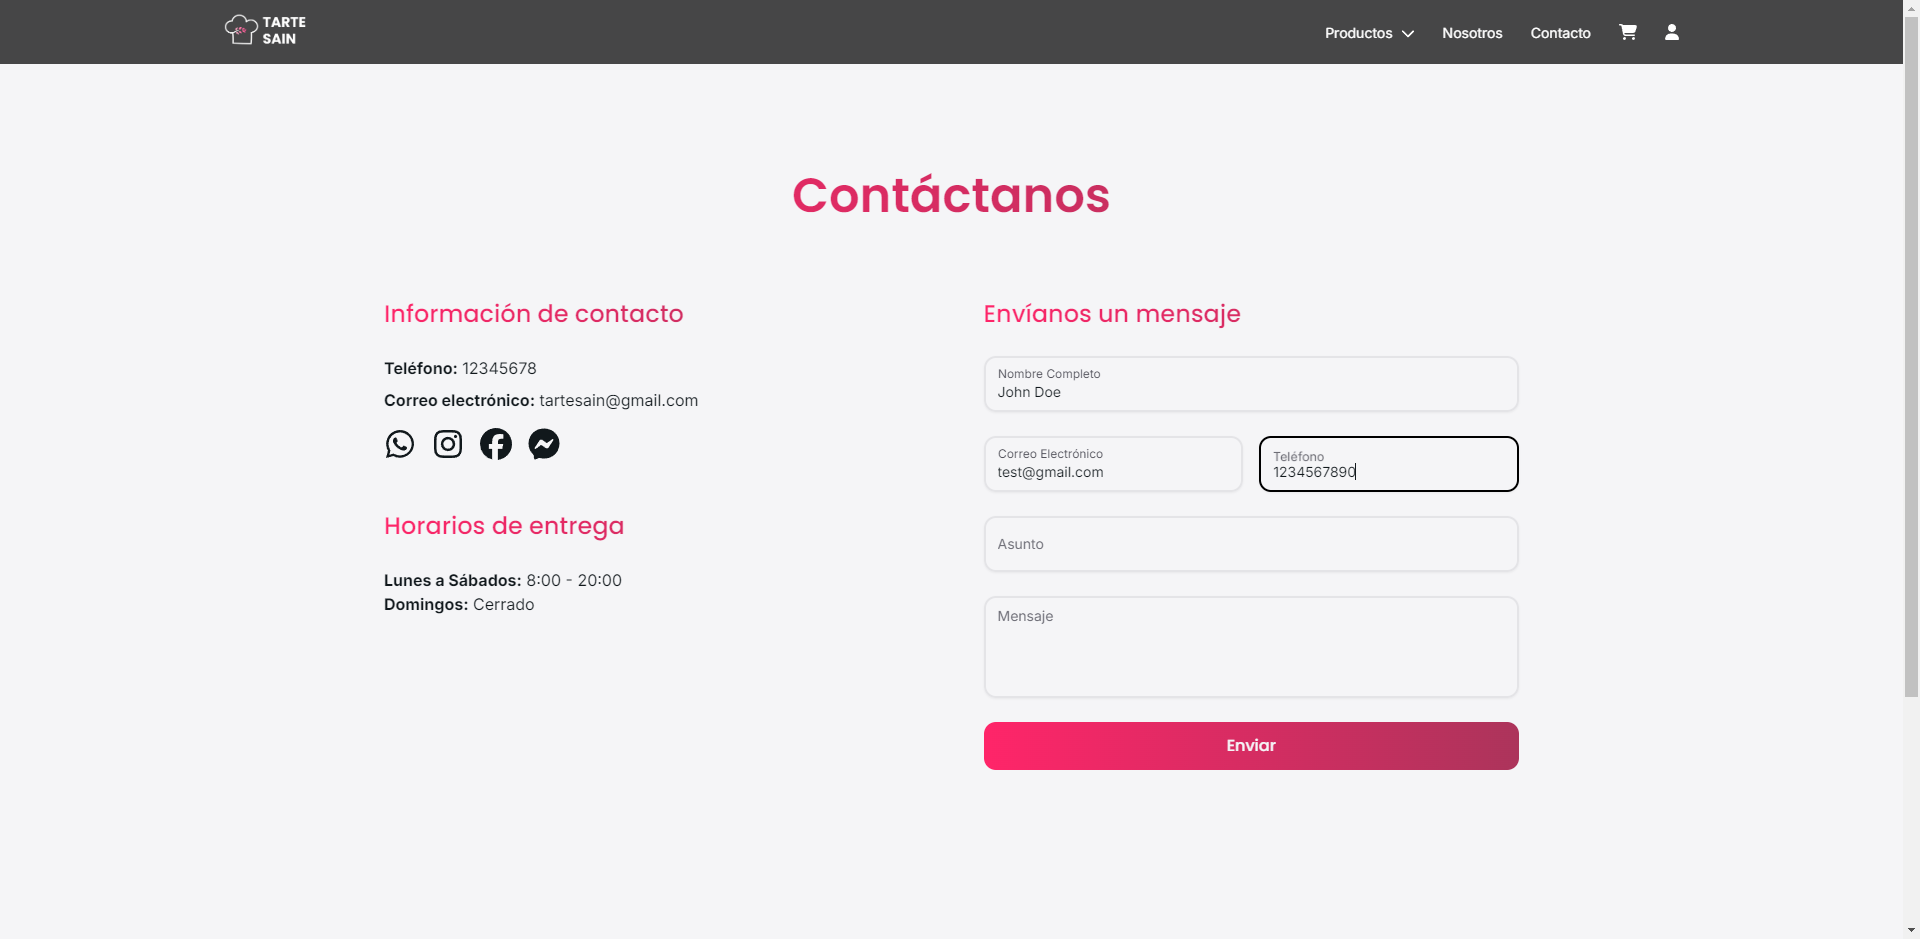 TARTE
SAIN
Productos
Nosotros
Contacto
Contáctanos
Información de contacto
Teléfono: 12345678
Correo electrónico: tartesain@gmail.com
Horarios de entrega
Lunes a Sábados: 8:00 - 20:00
Domingos: Cerrado
Envíanos un mensaje
Nombre Completo
John Doe
Correo Electrónico
test@gmail.com
Teléfono
1234567890
Asunto
Mensaje
Enviar